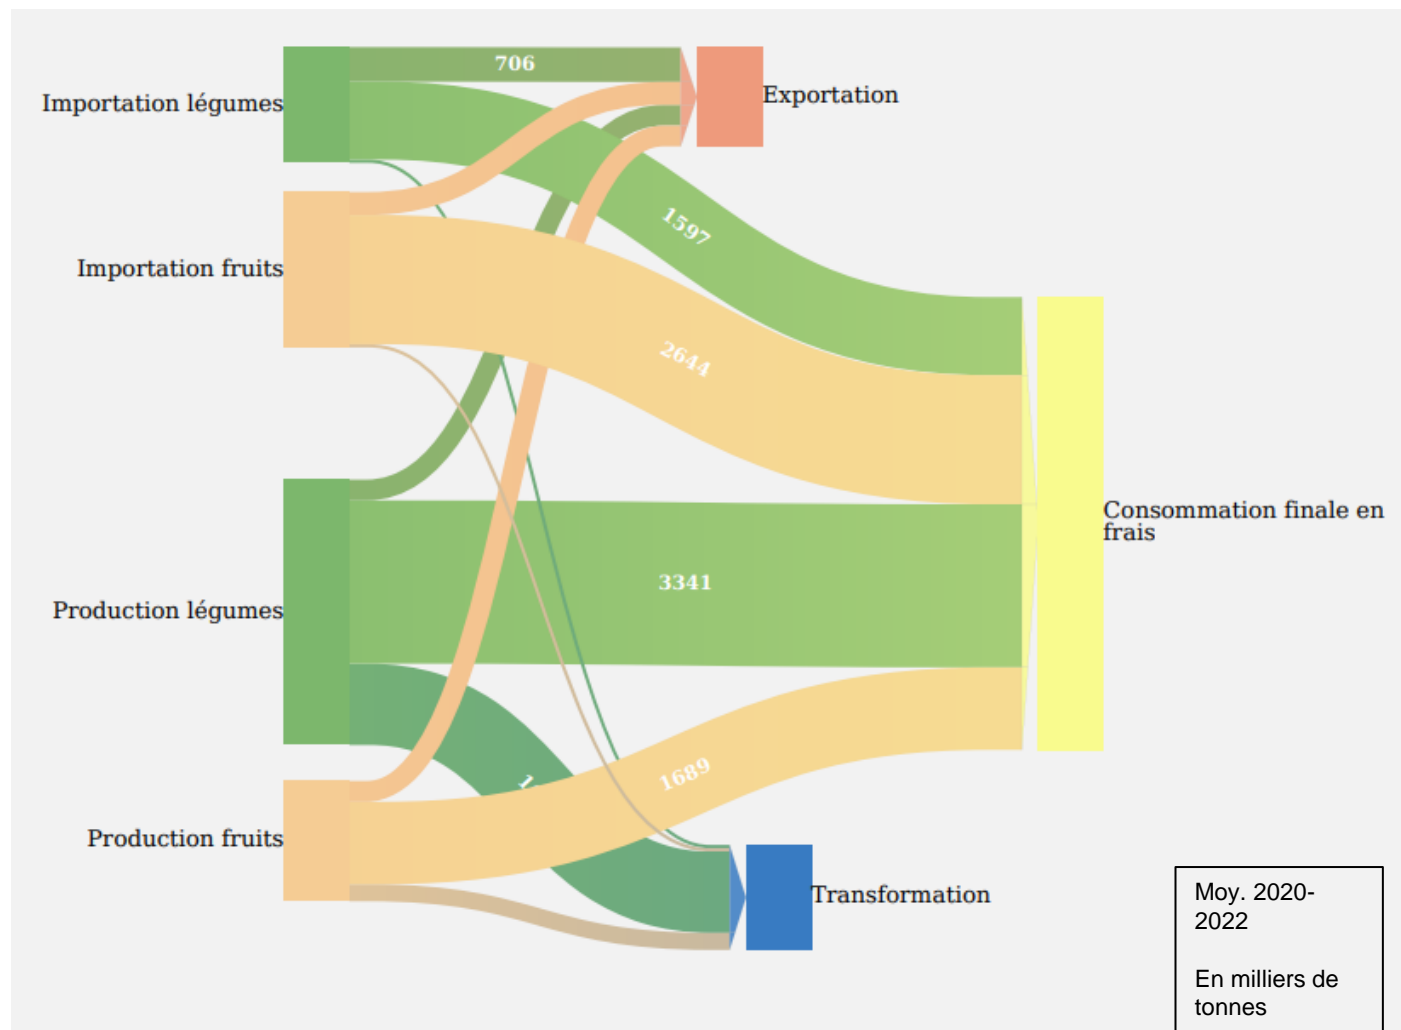 706
Exportation
Importation légumes
1597
Importation fruits
2644
Consommation finale en
frais
3341
Production légumes
1689
Production fruits
Transformation
Moy. 2020-
2022
En milliers de
tonnes